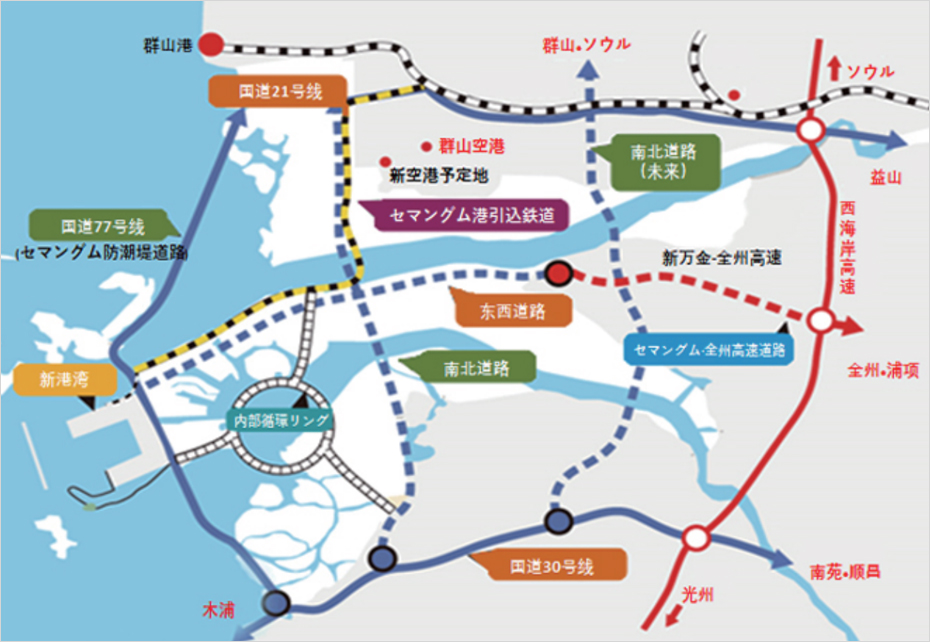 群山港
群山・ソウル
ソウル
国道21号线
群山空港
新空港予定地
南北道路
(未来)
益山
セマングム港引込鉄道
国道77号线
(セマングム防潮堤道路)
西海岸高速
新万金-全州高速
东西道路
セマングム·全州高速道路
全州・浦项
新港湾
南北道路
内部循環リング
国道30号线
南苑・顺昌
光州
木浦